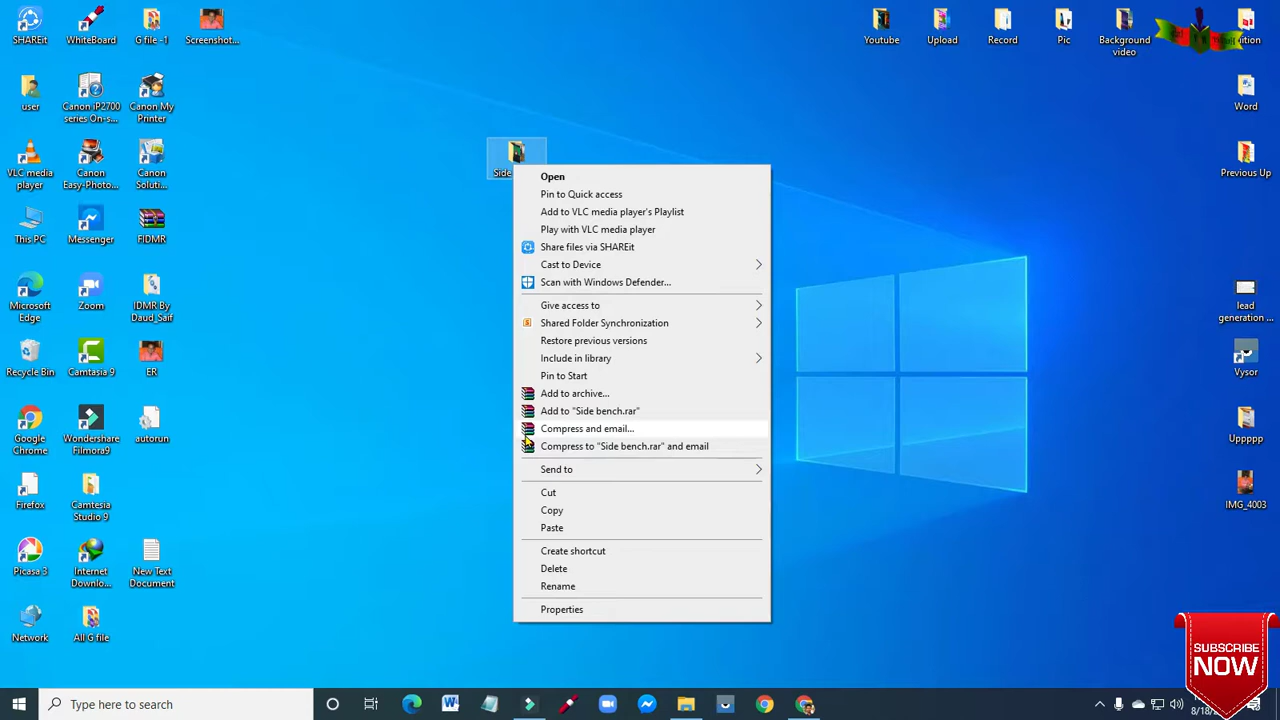 SHAREit
WhiteBoard
G file -1
Screenshot...
Youtube
Upload
Record
Pic
Background
video
user
Canon iP2700
series On-s...
Canon My
Printer
Word
VLC media
player
Canon
Easy-Photo...
Canon
Soluti...
Previous Up
This PC
Messenger
FIDMR
Microsoft
Edge
Zoom
IDMR By
Daud_Saif
lead
generation ...
Recycle Bin
Camtasia 9
ER
Vysor
Google
Chrome
Wondershare
Filmora9
autorun
Uppppp
Firefox
Camtesia
Studio 9
IMG_4003
Picasa 3
Internet
Downlo...
New Text
Document
Network
All G file
Side
Open
Pin to Quick access
Add to VLC media player's Playlist
Play with VLC media player
Share files via SHAREit
Cast to Device
Scan with Windows Defender...
Give access to
Shared Folder Synchronization
Restore previous versions
Include in library
Pin to Start
Add to archive...
Add to "Side bench.rar"
Compress and email...
Compress to "Side bench.rar" and email
Send to
Cut
Copy
Paste
Create shortcut
Delete
Rename
Properties
SUBSCRIBE
NOW
Type here to search
8/18/2